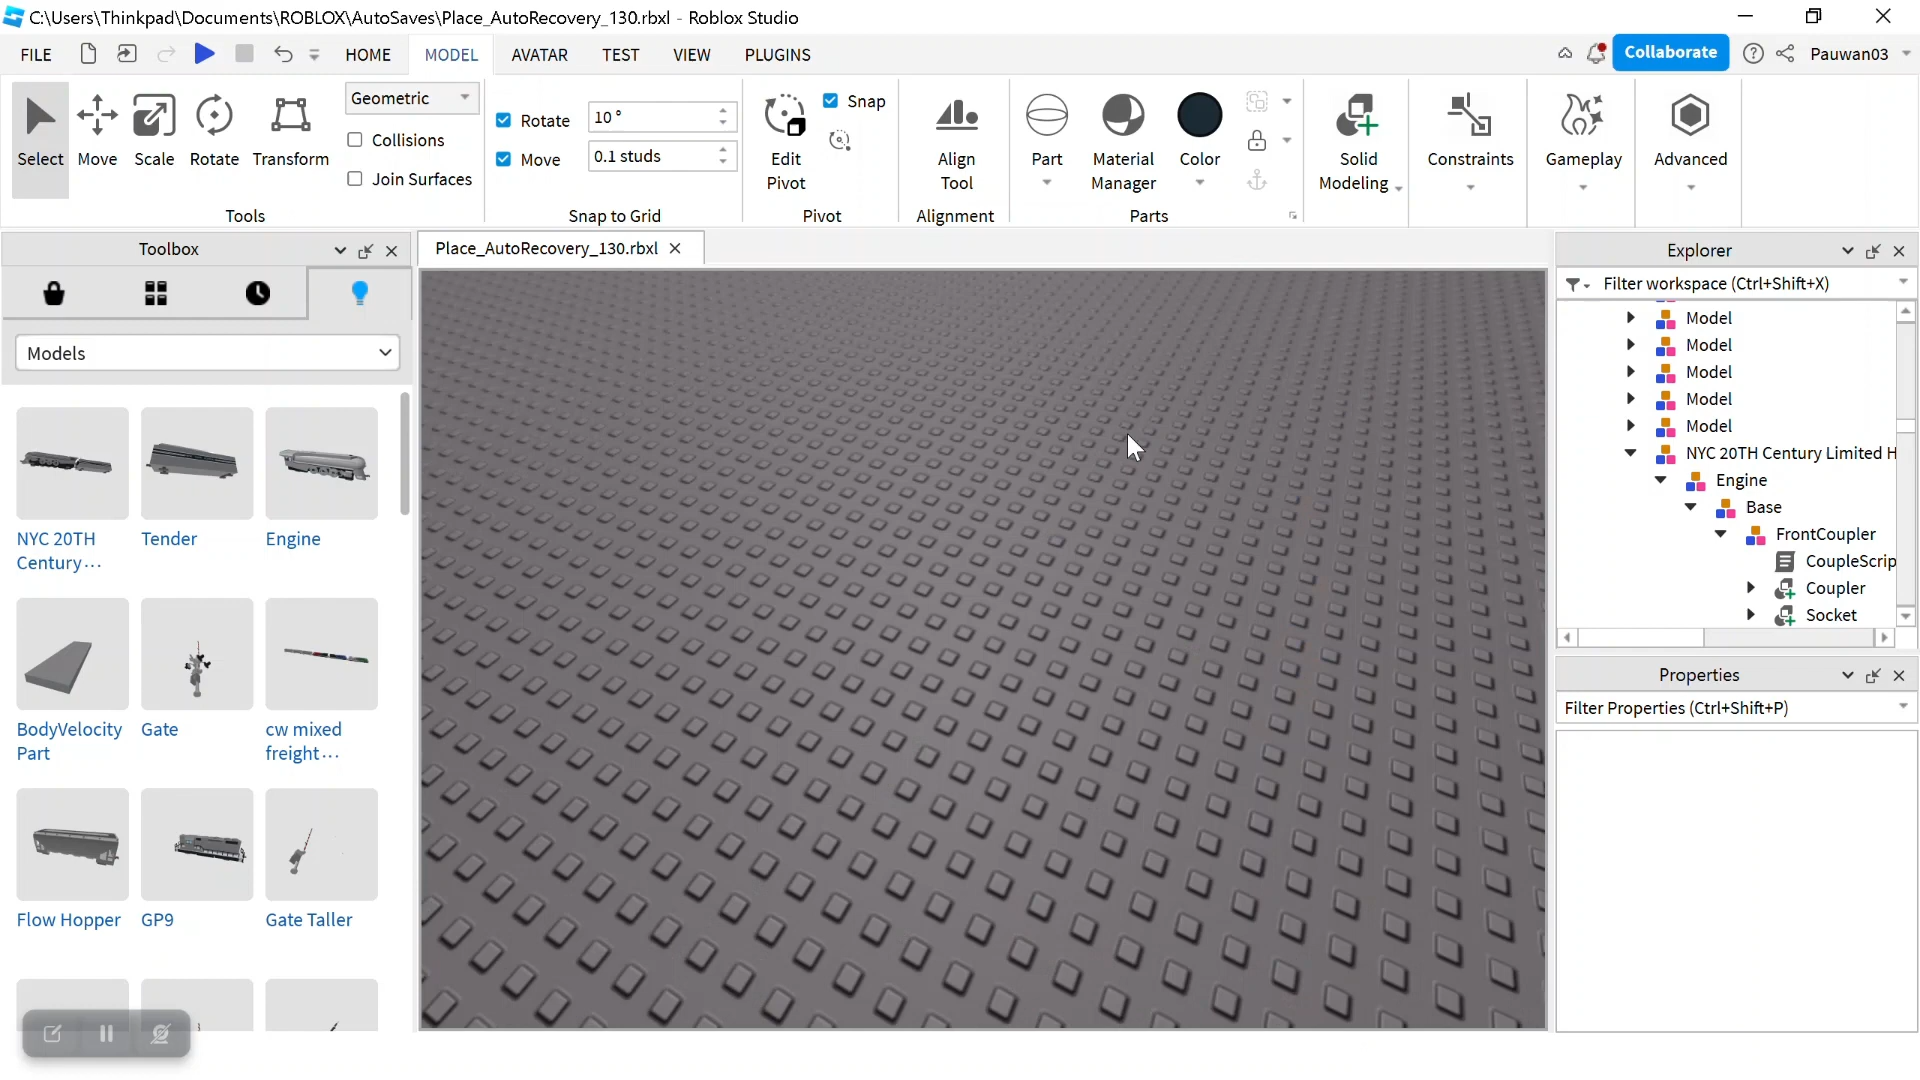 C:\Users\Thinkpad\Documents\ROBLOX\AutoSaves\Place_AutoRecovery_130.rbxl - Roblox Studio
FILE HOME MODEL AVATAR TEST VIEW PLUGINS Collaborate Pauwan03
Select Move Scale Rotate Transform
Geometric
Collisions
Join Surfaces
Tools
Rotate 10 °
Move 0.1 studs
Snap to Grid
Edit
Pivot
Snap
Pivot
Align
Tool
Alignment
Part
Material
Manager
Color
Parts
Solid
Modeling
Constraints
Gameplay
Advanced
Toolbox
Models
NYC 20TH
Century...
Tender
Engine
BodyVelocity
Part
Gate
cw mixed
freight...
Flow Hopper
GP9
Gate Taller
Place_AutoRecovery_130.rbxl
Explorer
Filter workspace (Ctrl+Shift+X)
Model
Model
Model
Model
Model
NYC 20TH Century Limited H
Engine
Base
FrontCoupler
CoupleScrip
Coupler
Socket
Properties
Filter Properties (Ctrl+Shift+P)